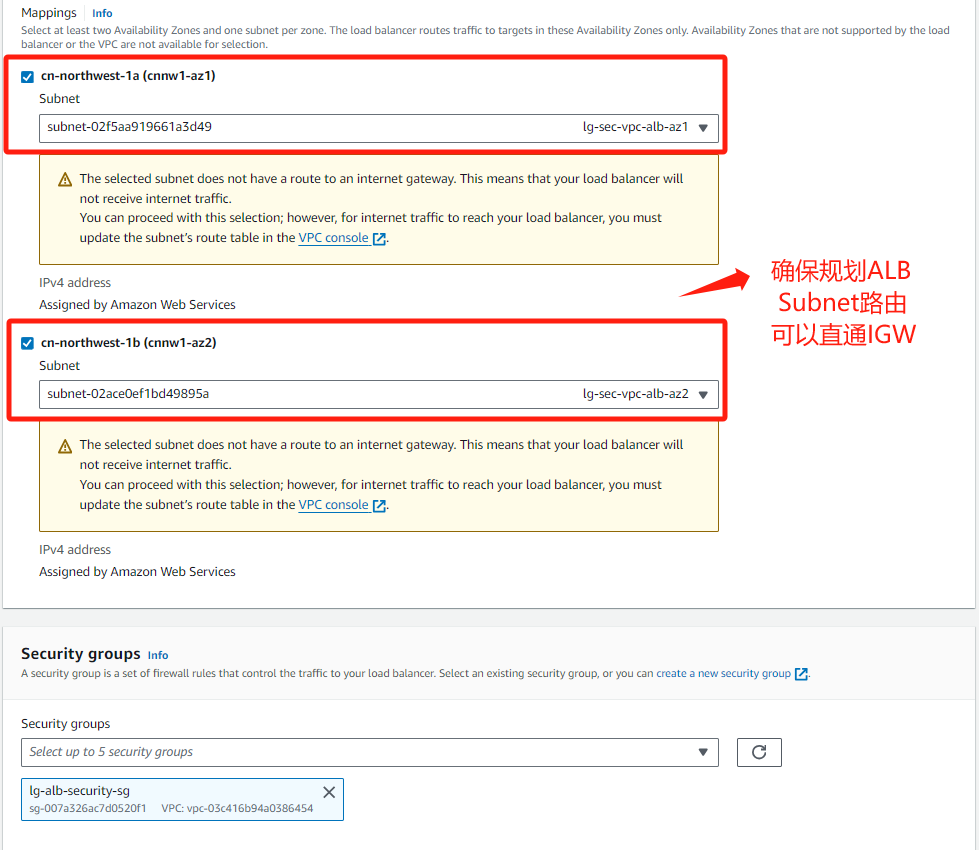 Mappings Info
Select at least two Availability Zones and one subnet per zone. The load balancer routes traffic to targets in these Availability Zones only. Availability Zones that are not supported by the load
balancer or the VPC are not available for selection.
cn-northwest-1a (cnnw1-az1)
Subnet
subnet-02f5aa919661a3d49 lg-sec-vpc-alb-az1
The selected subnet does not have a route to an internet gateway. This means that your load balancer will
not receive internet traffic.
You can proceed with this selection; however, for internet traffic to reach your load balancer, you must
update the subnet's route table in the VPC console.
IPv4 address
Assigned by Amazon Web Services
确保规划ALB
Subnet路由
可以直通IGW
cn-northwest-1b (cnnw1-az2)
Subnet
subnet-02ace0ef1bd49895a lg-sec-vpc-alb-az2
The selected subnet does not have a route to an internet gateway. This means that your load balancer will
not receive internet traffic.
You can proceed with this selection; however, for internet traffic to reach your load balancer, you must
update the subnet's route table in the VPC console.
IPv4 address
Assigned by Amazon Web Services
Security groups Info
A security group is a set of firewall rules that control the traffic to your load balancer. Select an existing security group, or you can create a new security group.
Security groups
Select up to 5 security groups
lg-alb-security-sg
sg-007a326ac7d0520f1 VPC: vpc-03c416b94a0386454